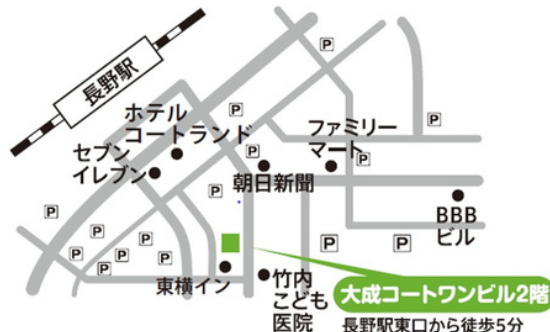 長野駅
ホテル
コートランド
セブン
イレブン
ファミリー
マート
朝日新聞
BBB
ビル
東横イン
竹内
こども
医院
大成コートワンビル2階
長野駅東口から徒歩5分
P
P
P
P
P
P
P
P
P
P
P
P
P
P